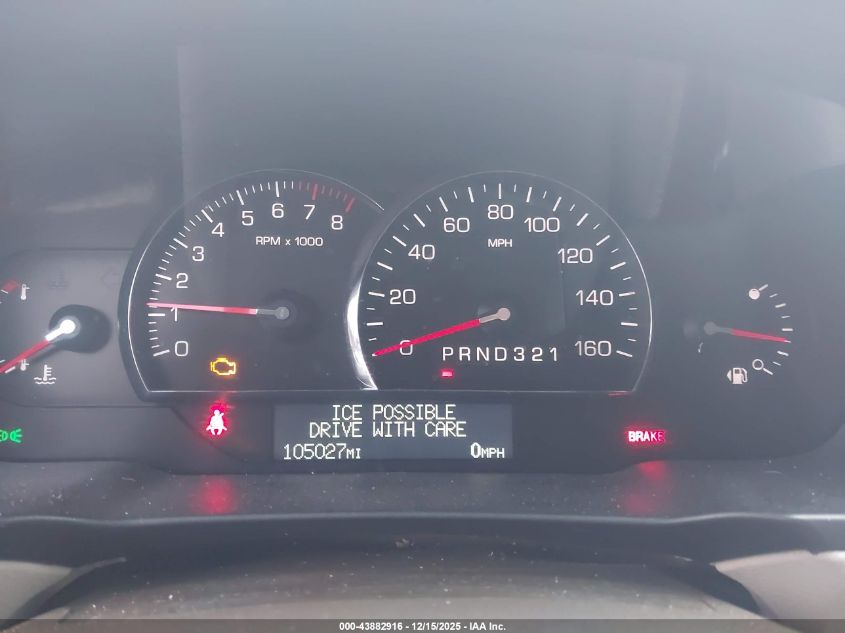 0 1 2 3 4 5 6 7 8
RPM x 1000
0 20 40 60 80 100 120 140 160
MPH
PRND321
ICE POSSIBLE
DRIVE WITH CARE
105027MI 0MPH
BRAKE
000-43882916 - 12/15/2025 - IAA Inc.